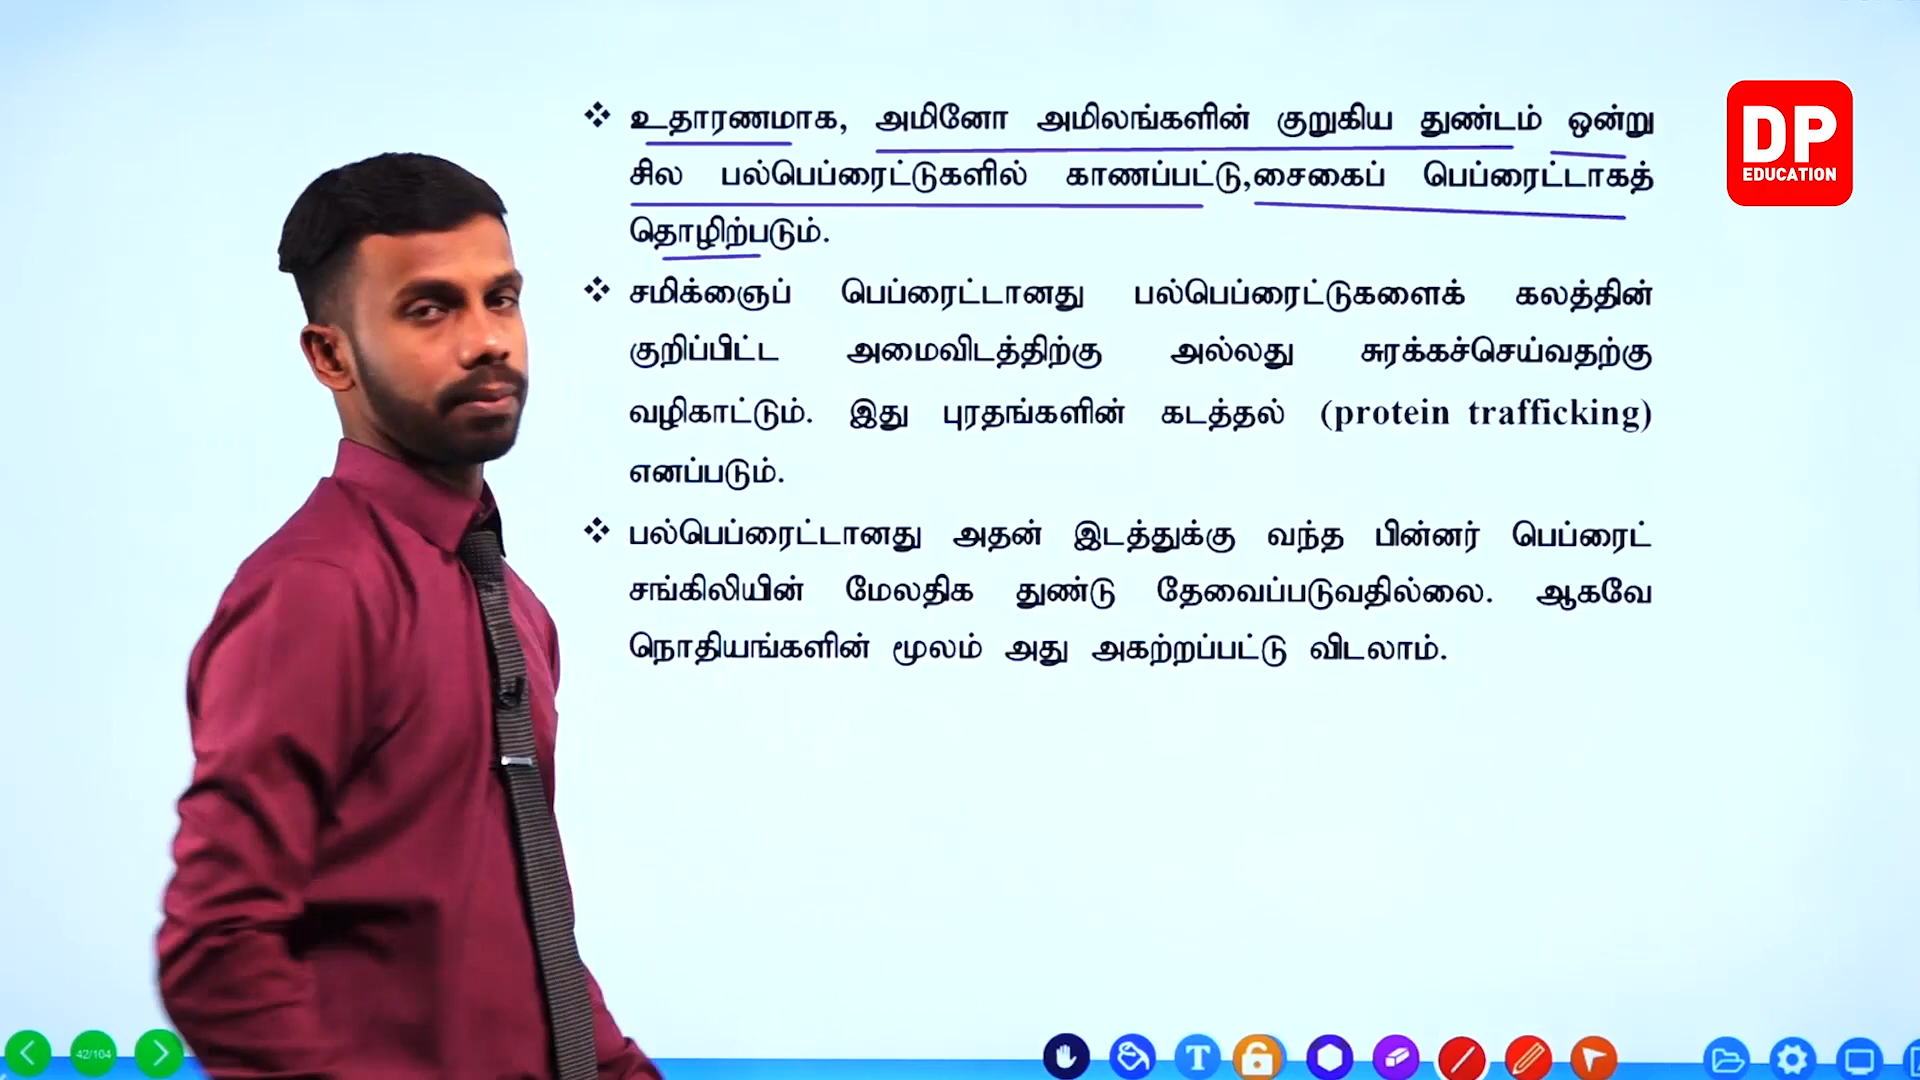 ❖ உதாரணமாக, அமினோ அமிலங்களின் குறுகிய துண்டம் ஒன்று
சில பல்பெப்ரைட்டுகளில் காணப்பட்டு,சைகைப் பெப்ரைட்டாகத்
தொழிற்படும்.
❖ சமிக்ஞைப் பெப்ரைட்டானது பல்பெப்ரைட்டுகளைக் கலத்தின்
குறிப்பிட்ட அமைவிடத்திற்கு அல்லது சுரக்கச்செய்வதற்கு
வழிகாட்டும். இது புரதங்களின் கடத்தல் (protein trafficking)
எனப்படும்.
❖ பல்பெப்ரைட்டானது அதன் இடத்துக்கு வந்த பின்னர் பெப்ரைட்
சங்கிலியின் மேலதிக துண்டு தேவைப்படுவதில்லை. ஆகவே
நொதியங்களின் மூலம் அது அகற்றப்பட்டு விடலாம்.
DP
EDUCATION
42/104
T